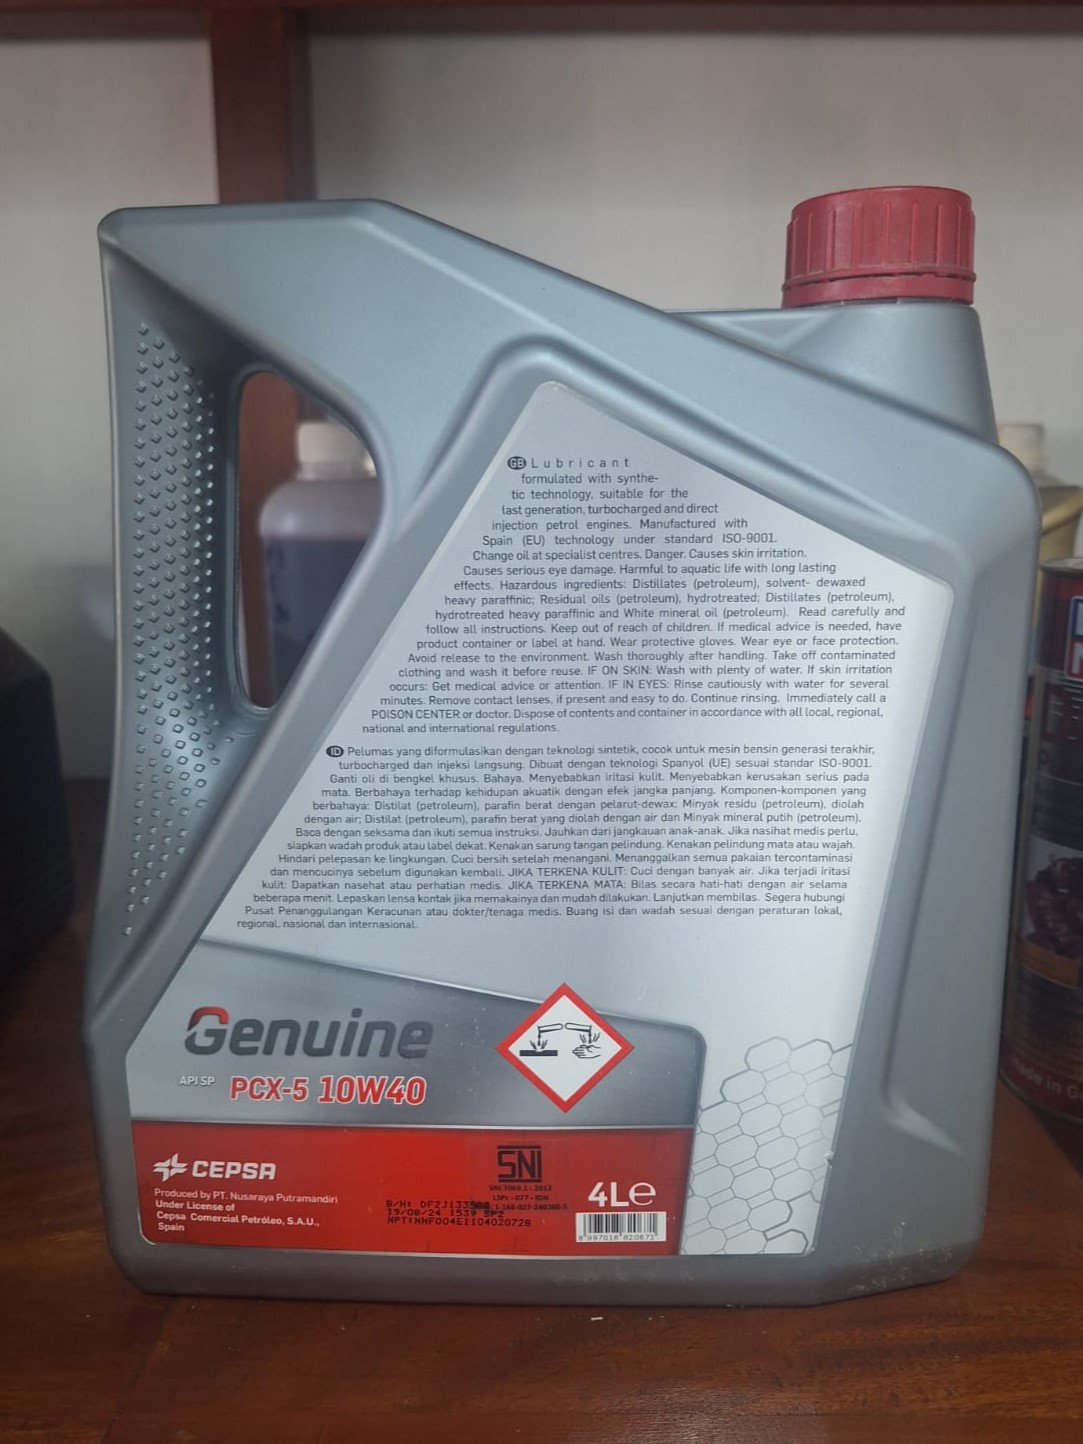 GB Lubricant
formulated with synthe-
tic technology, suitable for the
last generation, turbocharged and direct
injection petrol engines. Manufactured with
Spain (EU) technology under standard ISO-9001.
Change oil at specialist centres. Danger. Causes skin irritation.
Causes serious eye damage. Harmful to aquatic life with long lasting
effects. Hazardous ingredients: Distillates (petroleum), solvent- dewaxed
heavy paraffinic; Residual oils (petroleum), hydrotreated; Distillates (petroleum),
hydrotreated heavy paraffinic and White mineral oil (petroleum). Read carefully and
follow all instructions. Keep out of reach of children. If medical advice is needed, have
product container or label at hand. Wear protective gloves. Wear eye or face protection.
Avoid release to the environment. Wash thoroughly after handling. Take off contaminated
clothing and wash it before reuse. IF ON SKIN: Wash with plenty of water. If skin irritation
occurs: Get medical advice or attention. IF IN EYES: Rinse cautiously with water for several
minutes. Remove contact lenses, if present and easy to do. Continue rinsing. Immediately call a
POISON CENTER or doctor. Dispose of contents and container in accordance with all local, regional,
national and international regulations.
ID Pelumas yang diformulasikan dengan teknologi sintetik, cocok untuk mesin bensin generasi terakhir,
turbocharged dan injeksi langsung. Dibuat dengan teknologi Spanyol (UE) sesuai standar ISO-9001.
Ganti oli di bengkel khusus. Bahaya. Menyebabkan iritasi kulit. Menyebabkan kerusakan serius pada
mata. Berbahaya terhadap kehidupan akuatik dengan efek jangka panjang. Komponen-komponen yang
berbahaya: Distilat (petroleum), parafin berat dengan pelarut-dewax; Minyak residu (petroleum), diolah
dengan air; Distilat (petroleum), parafin berat yang diolah dengan air dan Minyak mineral putih (petroleum).
Baca dengan seksama dan ikuti semua instruksi. Jauhkan dari jangkauan anak-anak. Jika nasihat medis perlu,
siapkan wadah produk atau label dekat. Kenakan sarung tangan pelindung. Kenakan pelindung mata atau wajah.
Hindari pelepasan ke lingkungan. Cuci bersih setelah menangani. Menanggalkan semua pakaian tercontaminasi
dan mencucinya sebelum digunakan kembali. JIKA TERKENA KULIT: Cuci dengan banyak air. Jika terjadi iritasi
kulit: Dapatkan nasehat atau perhatian medis. JIKA TERKENA MATA: Bilas secara hati-hati dengan air selama
beberapa menit. Lepaskan lensa kontak jika memakainya dan mudah dilakukan. Lanjutkan membilas. Segera hubungi
Pusat Penanggulangan Keracunan atau dokter/tenaga medis. Buang isi dan wadah sesuai dengan peraturan lokal,
regional, nasional dan internasional.
Genuine
API SP PCX-5 10W40
CEPSA
Produced by PT. Nusaraya Putramandiri
Under License of
Cepsa Comercial Petróleo, S.A.U.,
Spain
SNI
SNI 7069.1 : 2012
LSPr - 077 - IDN
B/N:
19/08/24 1539
NPT:NHF004E1104020728
4L e
8 997018 820671